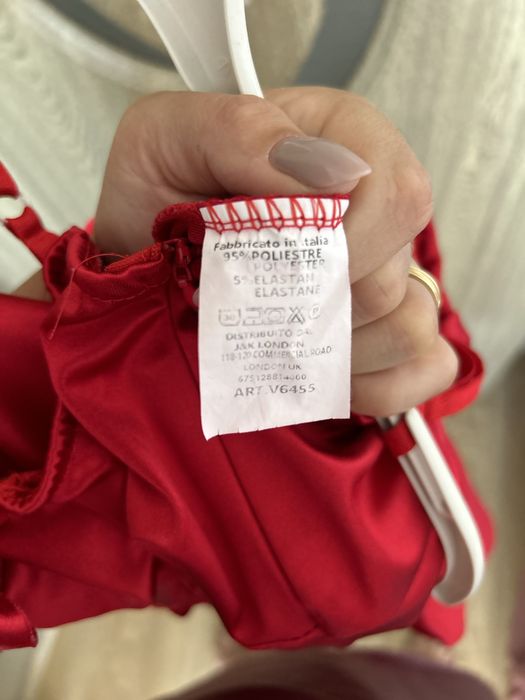 Fabbricato in Italia
95% POLIESTRE
POLYESTER
5% ELASTAN
ELASTANE
30 P
DISTRIBUITO DA:
J&K LONDON
118-120 COMMERCIAL ROAD
LONDON UK
ART.V6455